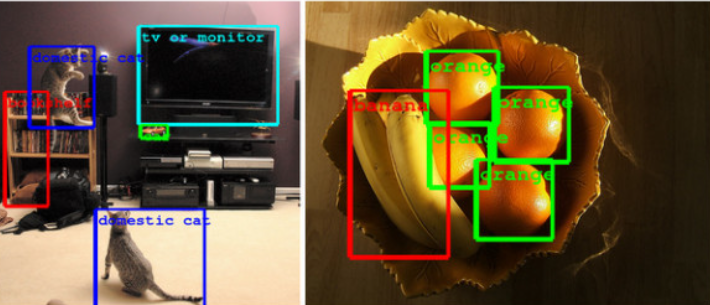 tv or monitor
domestic cat
bookshelf
domestic cat
orange
banana
orange
orange
orange